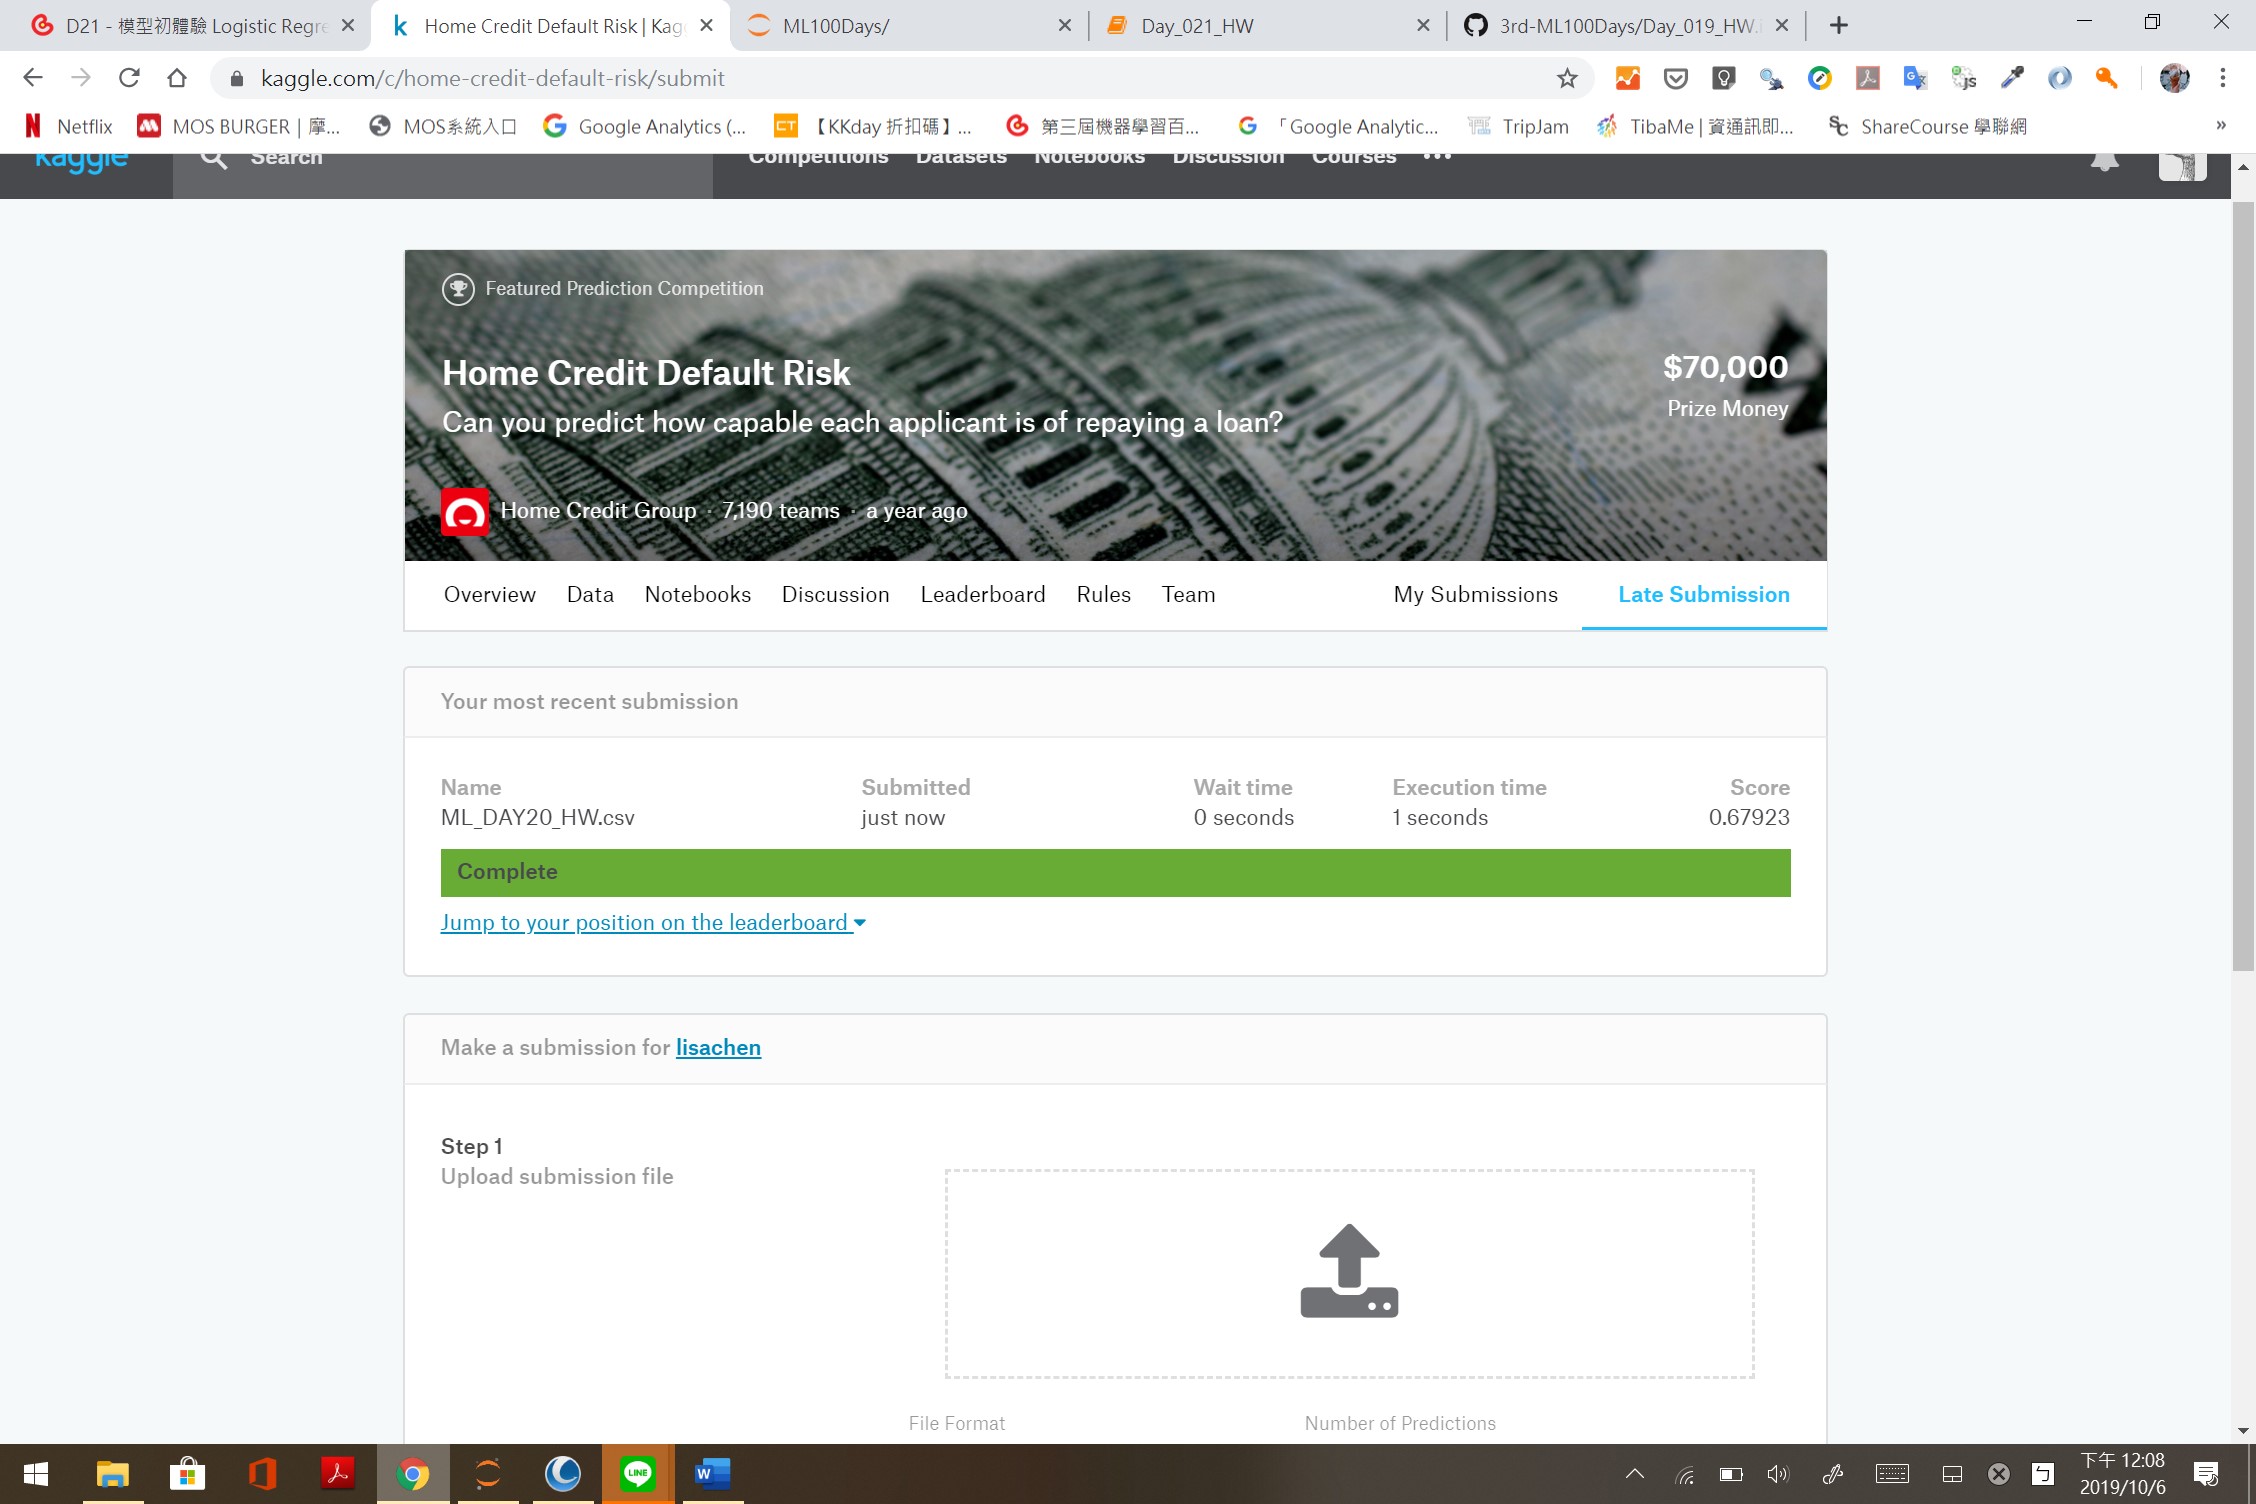 D21 - 模型初體驗 Logistic Regre
Home Credit Default Risk | Kag
ML100Days/
Day_021_HW
3rd-ML100Days/Day_019_HW.i
kaggle.com/c/home-credit-default-risk/submit
Netflix
MOS BURGER | 摩...
MOS系統入口
Google Analytics (...
【KKday 折扣碼】...
第三屆機器學習百...
「Google Analytic...
TripJam
TibaMe | 資通訊即...
ShareCourse 學聯網
»
kaggle
Search
Competitions Datasets Notebooks Discussion Courses
Featured Prediction Competition
Home Credit Default Risk
Can you predict how capable each applicant is of repaying a loan?
$70,000
Prize Money
Home Credit Group · 7,190 teams · a year ago
Overview Data Notebooks Discussion Leaderboard Rules Team My Submissions Late Submission
Your most recent submission
Name Submitted Wait time Execution time Score
ML_DAY20_HW.csv just now 0 seconds 1 seconds 0.67923
Complete
Jump to your position on the leaderboard
Make a submission for lisachen
Step 1
Upload submission file
File Format Number of Predictions
下午 12:08
2019/10/6